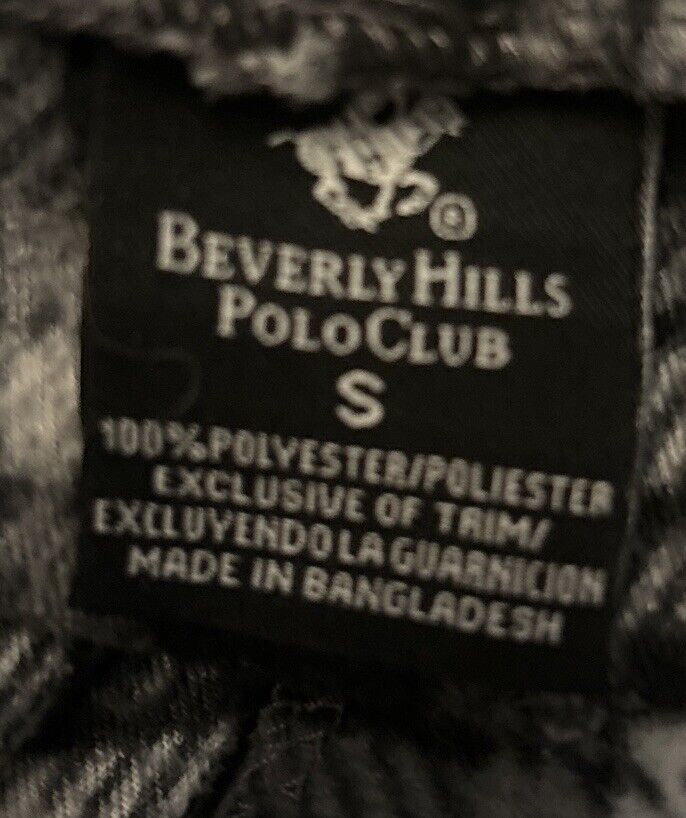 ®
BEVERLY HILLS
POLO CLUB
S
100% POLYESTER/POLIESTER
EXCLUSIVE OF TRIM/
EXCLUYENDO LA GUARNICION
MADE IN BANGLADESH